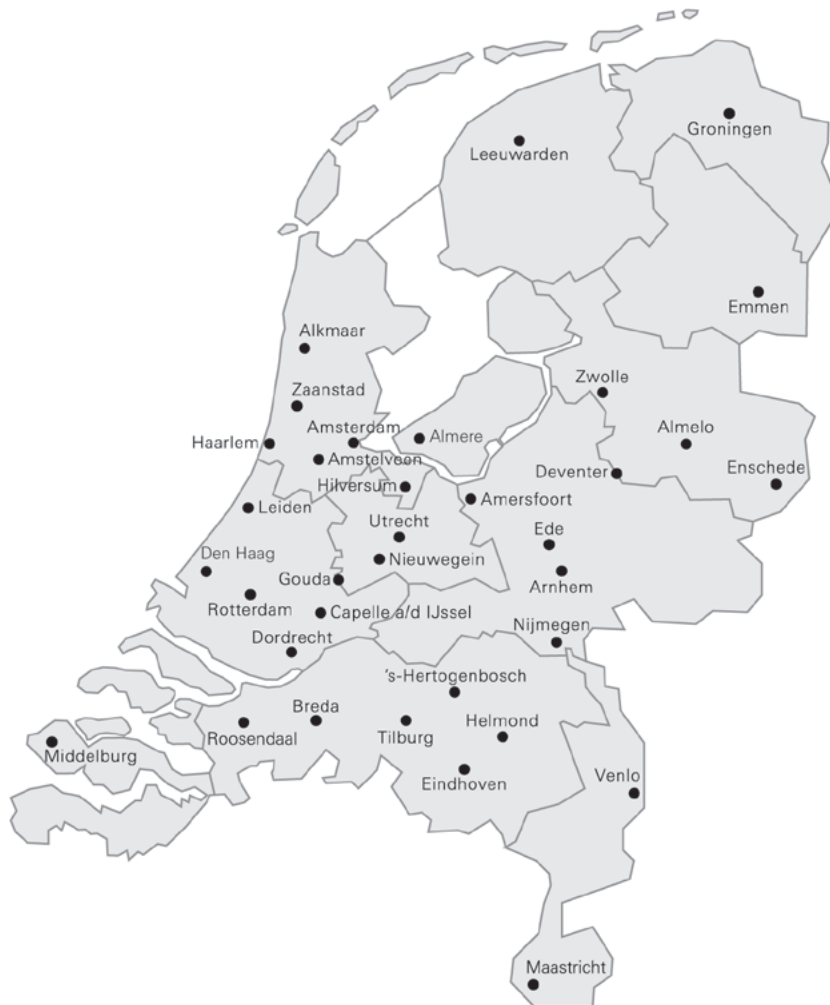 Groningen
Leeuwarden
Emmen
Alkmaar
Zwolle
Zaanstad
Amsterdam
Almere
Almelo
Haarlem
Amstelveen
Enschede
Deventer
Hilversum
Amersfoort
Leiden
Utrecht
Ede
Den Haag
Nieuwegein
Gouda
Arnhem
Rotterdam
Capelle a/d IJssel
Nijmegen
Dordrecht
's-Hertogenbosch
Breda
Helmond
Roosendaal
Tilburg
Middelburg
Venlo
Eindhoven
Maastricht